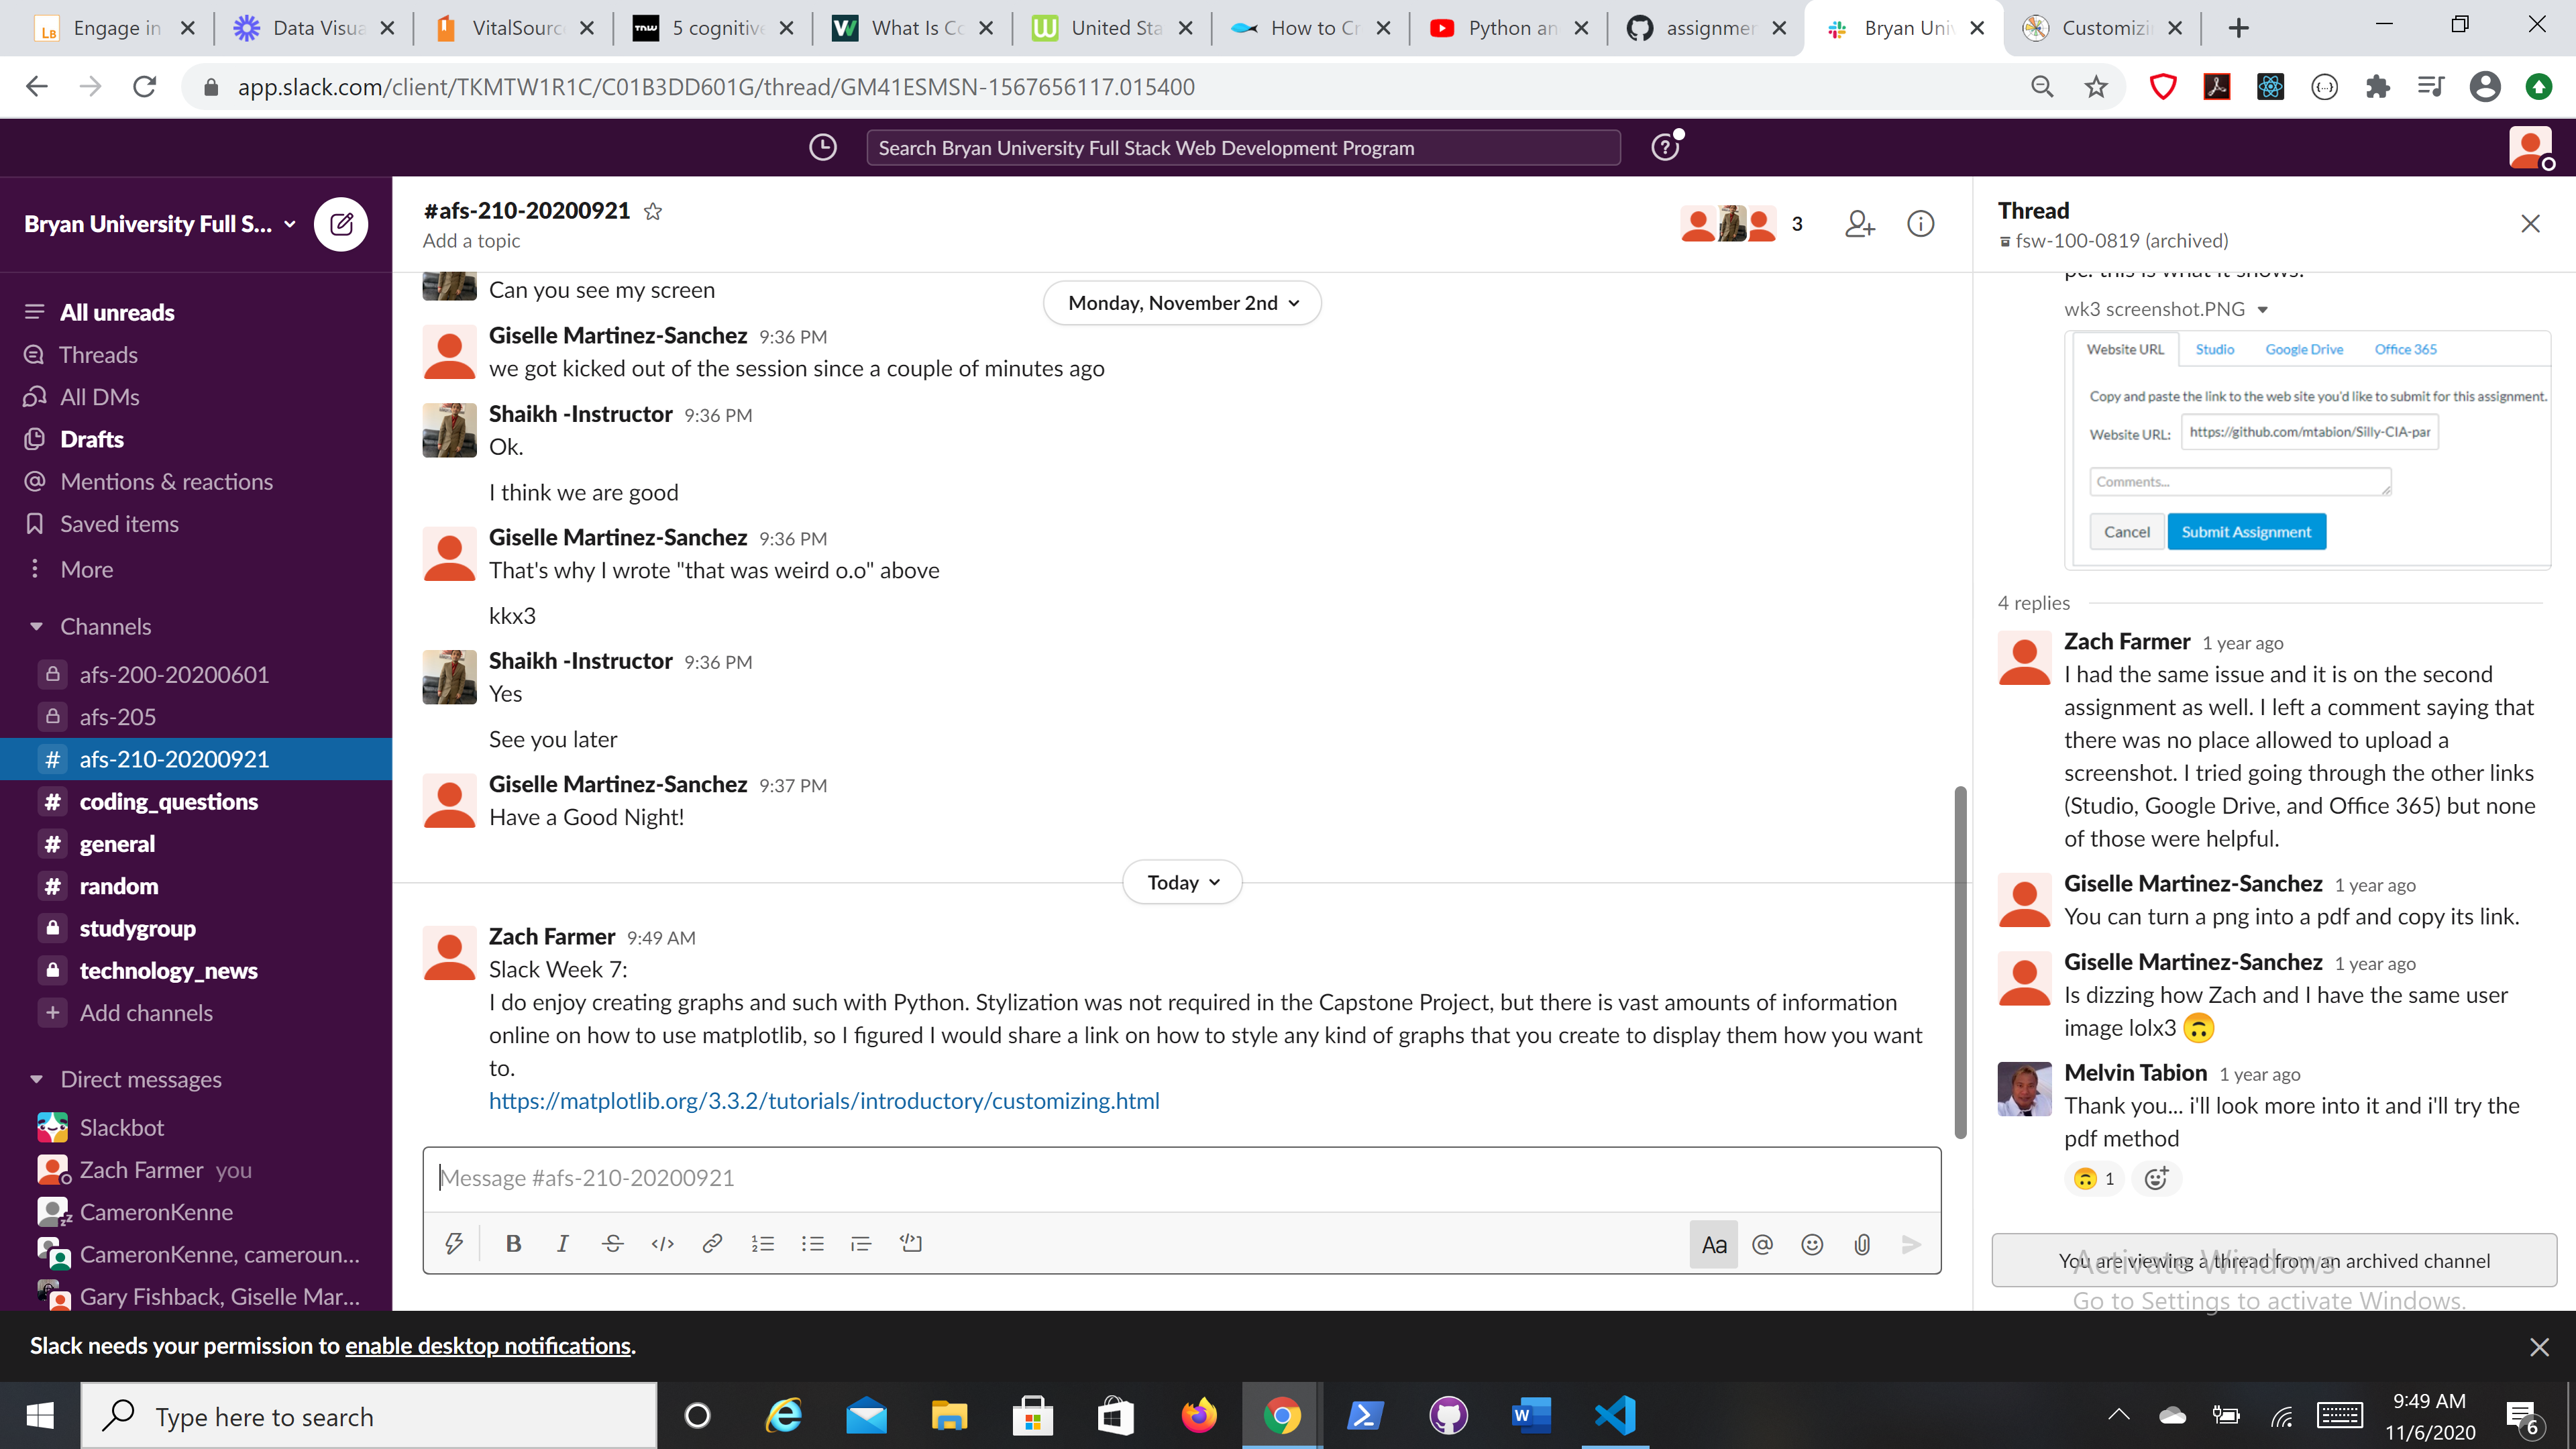 Engage in
Data Visua
VitalSourc
5 cognitive
What Is Co
United Sta
How to Cr
Python an
assignmen
Bryan Univ
Customizi
app.slack.com/client/TKMTW1R1C/C01B3DD601G/thread/GM41ESMSN-1567656117.015400
Search Bryan University Full Stack Web Development Program
Bryan University Full S...
All unreads
Threads
All DMs
Drafts
Mentions & reactions
Saved items
More
Channels
afs-200-20200601
afs-205
# afs-210-20200921
# coding_questions
# general
# random
studygroup
technology_news
+ Add channels
Direct messages
Slackbot
Zach Farmer you
CameronKenne
CameronKenne, cameroun...
Gary Fishback, Giselle Mar...
#afs-210-20200921
Add a topic
3
Can you see my screen
Monday, November 2nd
Giselle Martinez-Sanchez 9:36 PM
we got kicked out of the session since a couple of minutes ago
Shaikh -Instructor 9:36 PM
Ok.
I think we are good
Giselle Martinez-Sanchez 9:36 PM
That's why I wrote "that was weird o.o" above
kkx3
Shaikh -Instructor 9:36 PM
Yes
See you later
Giselle Martinez-Sanchez 9:37 PM
Have a Good Night!
Today
Zach Farmer 9:49 AM
Slack Week 7:
I do enjoy creating graphs and such with Python. Stylization was not required in the Capstone Project, but there is vast amounts of information
online on how to use matplotlib, so I figured I would share a link on how to style any kind of graphs that you create to display them how you want
to.
https://matplotlib.org/3.3.2/tutorials/introductory/customizing.html
Message #afs-210-20200921
B I S Aa @
Thread
fsw-100-0819 (archived)
pc. this is what it shows.
wk3 screenshot.PNG
Website URL Studio Google Drive Office 365
Copy and paste the link to the web site you'd like to submit for this assignment.
Website URL: https://github.com/mtabion/Silly-CIA-par
Comments...
Cancel Submit Assignment
4 replies
Zach Farmer 1 year ago
I had the same issue and it is on the second
assignment as well. I left a comment saying that
there was no place allowed to upload a
screenshot. I tried going through the other links
(Studio, Google Drive, and Office 365) but none
of those were helpful.
Giselle Martinez-Sanchez 1 year ago
You can turn a png into a pdf and copy its link.
Giselle Martinez-Sanchez 1 year ago
Is dizzing how Zach and I have the same user
image lolx3
Melvin Tabion 1 year ago
Thank you... i'll look more into it and i'll try the
pdf method
1
You are viewing a thread from an archived channel
Activate Windows
Go to Settings to activate Windows.
Slack needs your permission to enable desktop notifications.
Type here to search
9:49 AM
11/6/2020
6